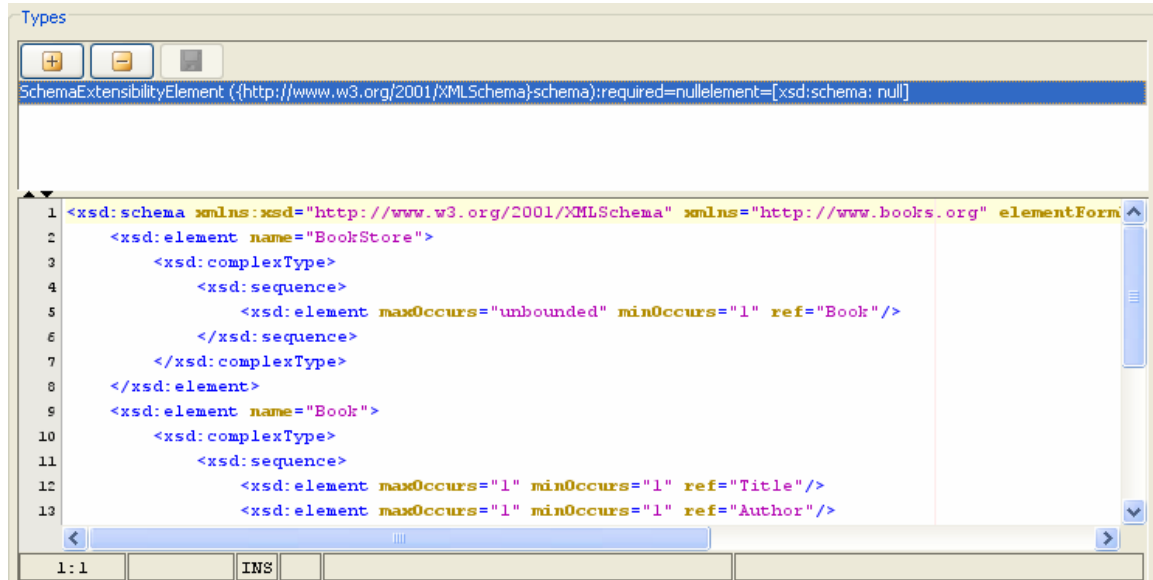 Types
SchemaExtensibilityElement ({http://www.w3.org/2001/XMLSchema}schema):required=nullelement=[xsd:schema: null]
1 <xsd:schema xmlns:xsd="http://www.w3.org/2001/XMLSchema" xmlns="http://www.books.org" elementForm
2 <xsd:element name="BookStore">
3 <xsd:complexType>
4 <xsd:sequence>
5 <xsd:element maxOccurs="unbounded" minOccurs="1" ref="Book"/>
6 </xsd:sequence>
7 </xsd:complexType>
8 </xsd:element>
9 <xsd:element name="Book">
10 <xsd:complexType>
11 <xsd:sequence>
12 <xsd:element maxOccurs="1" minOccurs="1" ref="Title"/>
13 <xsd:element maxOccurs="1" minOccurs="1" ref="Author"/>
1:1 INS